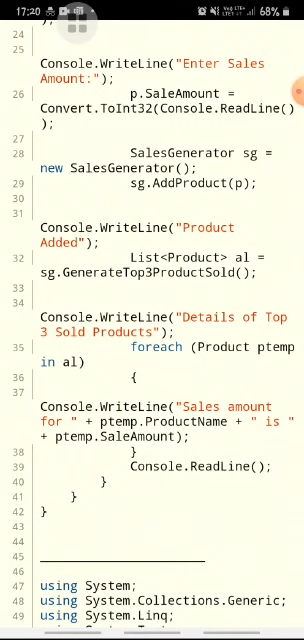 17:20
Vo) LTE+
LTE1
68%
);
24
25
Console.WriteLine("Enter Sales
Amount:");
26 p.SaleAmount =
Convert.ToInt32(Console.ReadLine()
);
27
28 SalesGenerator sg =
new SalesGenerator();
29 sg.AddProduct(p);
30
31
Console.WriteLine("Product
Added");
32 List<Product> al =
sg.GenerateTop3ProductSold();
33
34
Console.WriteLine("Details of Top
3 Sold Products");
35 foreach (Product ptemp
in al)
36 {
37
Console.WriteLine("Sales amount
for " + ptemp.ProductName + " is "
+ ptemp.SaleAmount);
38 }
39 Console.ReadLine();
40 }
41 }
42 }
43
44
45 ______________________
46
47 using System;
48 using System.Collections.Generic;
49 using System.Linq;